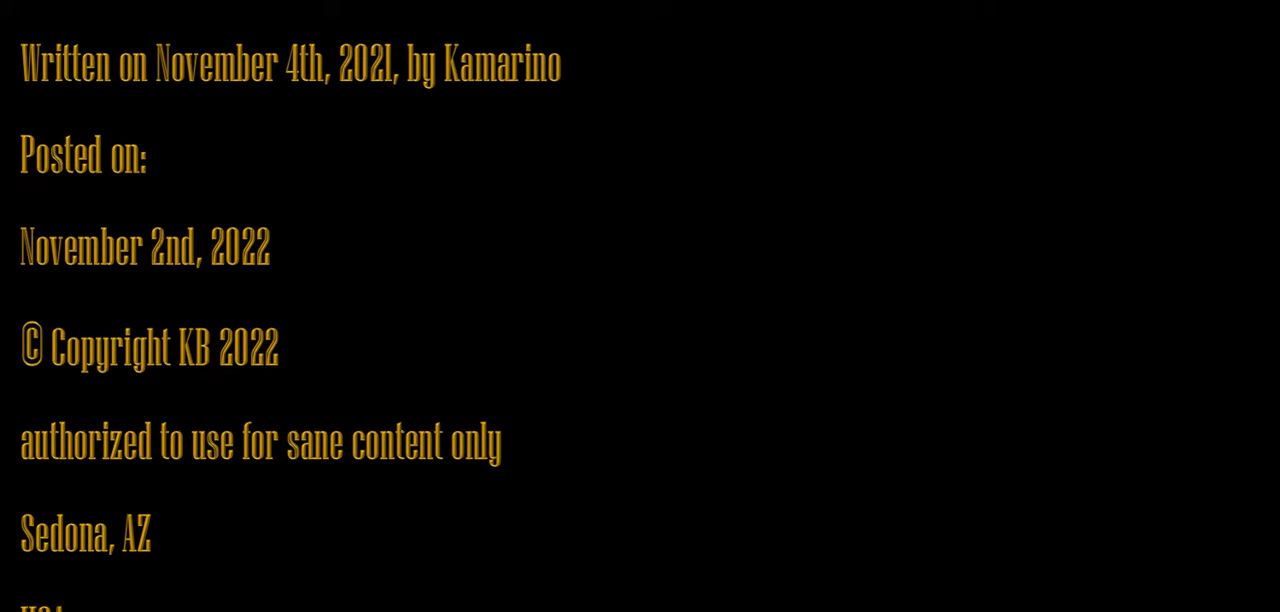 Written on November 4th, 2021, by Kamarino
Posted on:
November 2nd, 2022
© Copyright KB 2022
authorized to use for sane content only
Sedona, AZ